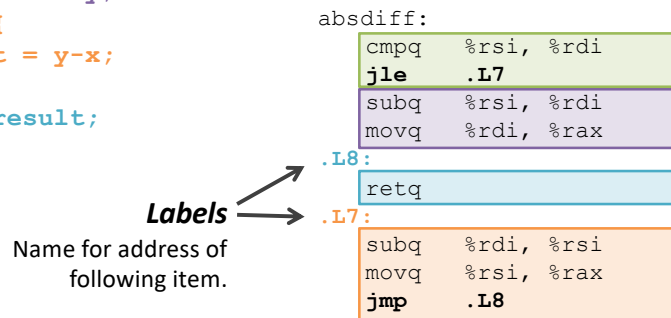 {
= y-x;
result;
absdiff:
cmpq %rsi, %rdi
jle .L7
subq %rsi, %rdi
movq %rdi, %rax
.L8:
retq
Labels
.L7:
Name for address of
following item.
subq %rdi, %rsi
movq %rsi, %rax
jmp .L8